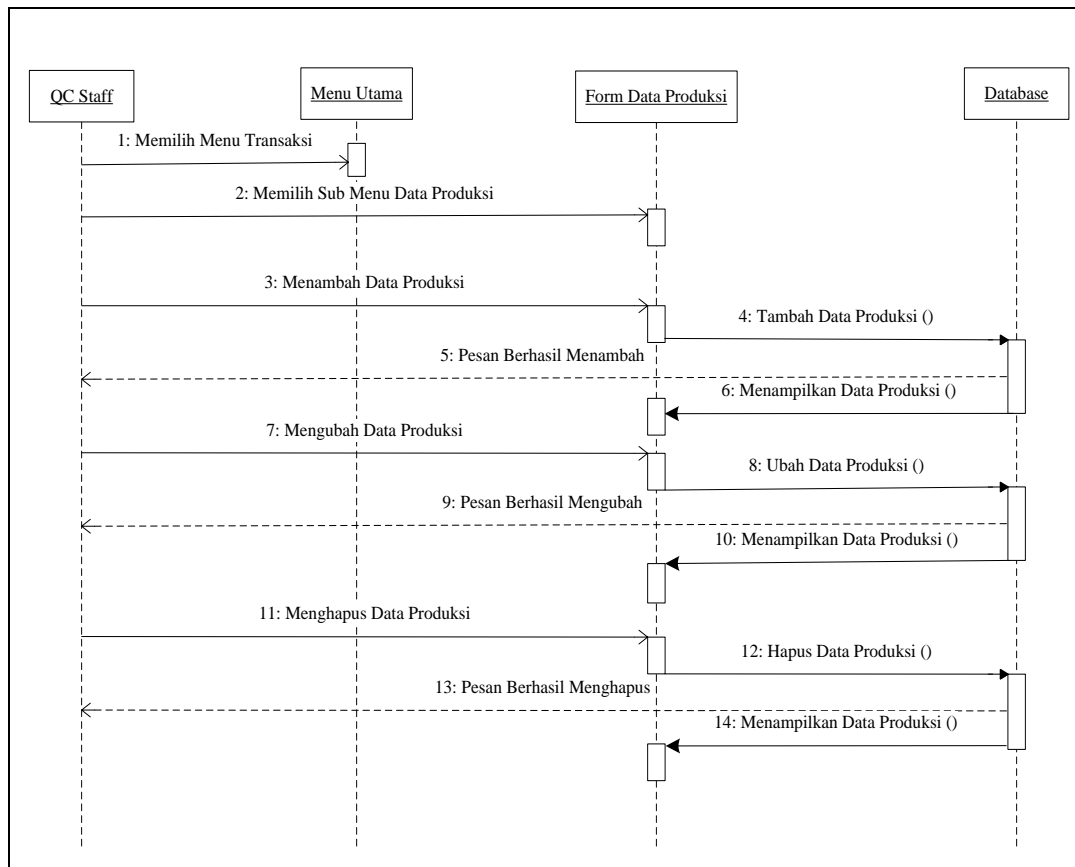 QC Staff
Menu Utama
Form Data Produksi
Database
1: Memilih Menu Transaksi
2: Memilih Sub Menu Data Produksi
3: Menambah Data Produksi
4: Tambah Data Produksi ()
5: Pesan Berhasil Menambah
6: Menampilkan Data Produksi ()
7: Mengubah Data Produksi
8: Ubah Data Produksi ()
9: Pesan Berhasil Mengubah
10: Menampilkan Data Produksi ()
11: Menghapus Data Produksi
12: Hapus Data Produksi ()
13: Pesan Berhasil Menghapus
14: Menampilkan Data Produksi ()